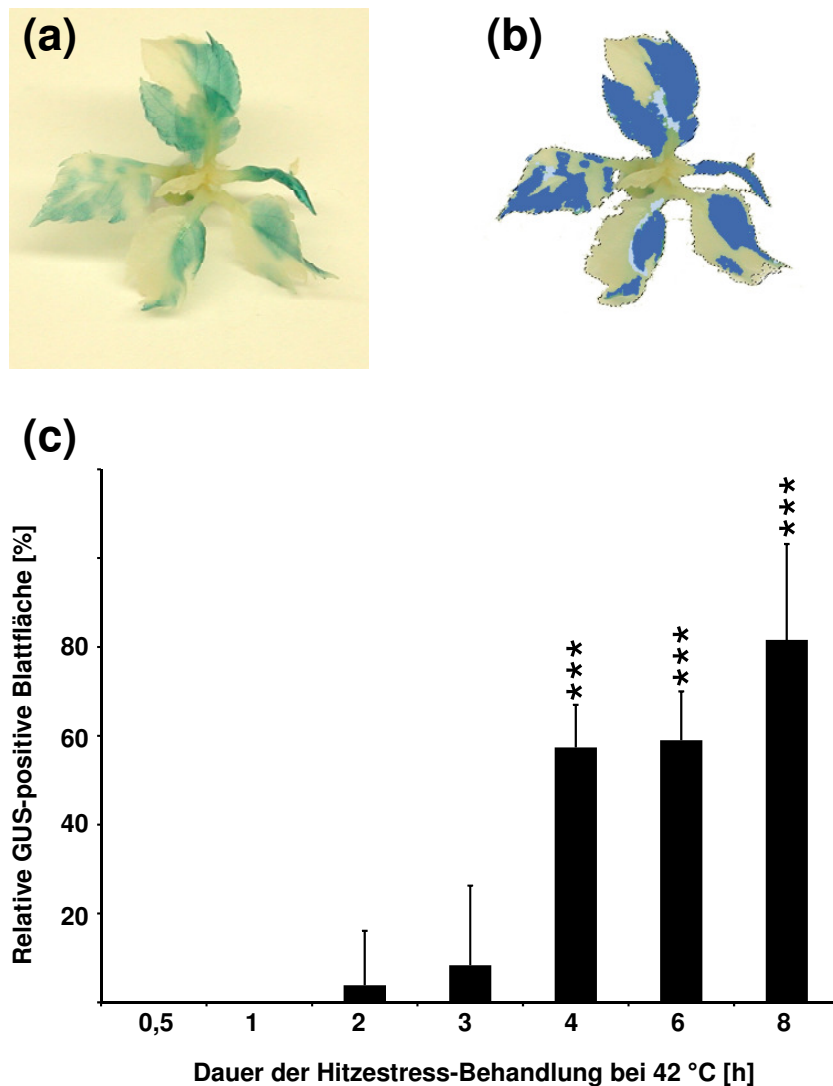 (a)
(b)
(c)
Relative GUS-positive Blattfläche [%]
80
60
40
20
***
***
***
0,5 1 2 3 4 6 8
Dauer der Hitzestress-Behandlung bei 42 °C [h]